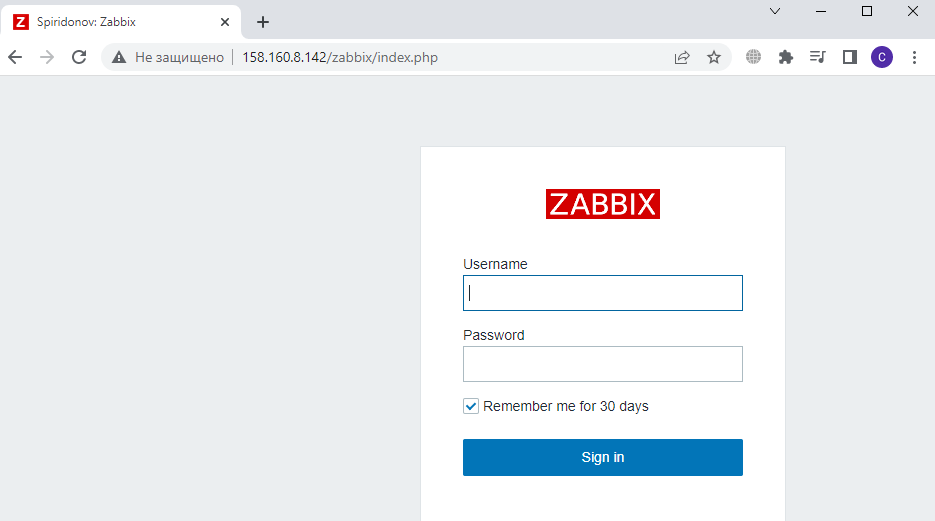 Spiridonov: Zabbix
Не защищено 158.160.8.142/zabbix/index.php
C
ZABBIX
Username
Password
Remember me for 30 days
Sign in